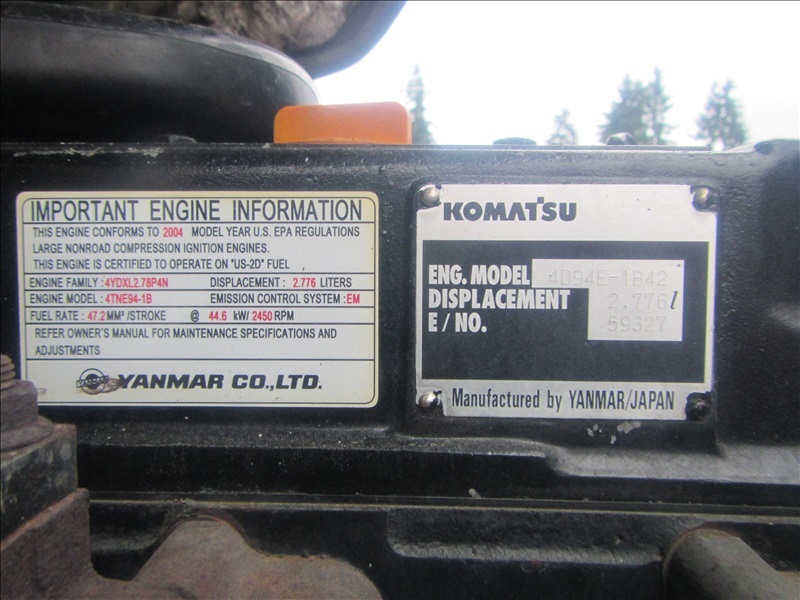 IMPORTANT ENGINE INFORMATION
THIS ENGINE CONFORMS TO 2004 MODEL YEAR U.S. EPA REGULATIONS
LARGE NONROAD COMPRESSION IGNITION ENGINES.
THIS ENGINE IS CERTIFIED TO OPERATE ON "US-2D" FUEL
ENGINE FAMILY : 4YDXL2.78P4N DISPLACEMENT : 2.776 LITERS
ENGINE MODEL : 4TNE94-1B EMISSION CONTROL SYSTEM : EM
FUEL RATE : 47.2 MM³ /STROKE @ 44.6 kW/ 2450 RPM
REFER OWNER'S MANUAL FOR MAINTENANCE SPECIFICATIONS AND
ADJUSTMENTS
YANMAR CO.,LTD.
KOMATSU
ENG. MODEL 4D94E-1B42
DISPLACEMENT 2.776 l
E / NO. 59327
Manufactured by YANMAR/JAPAN